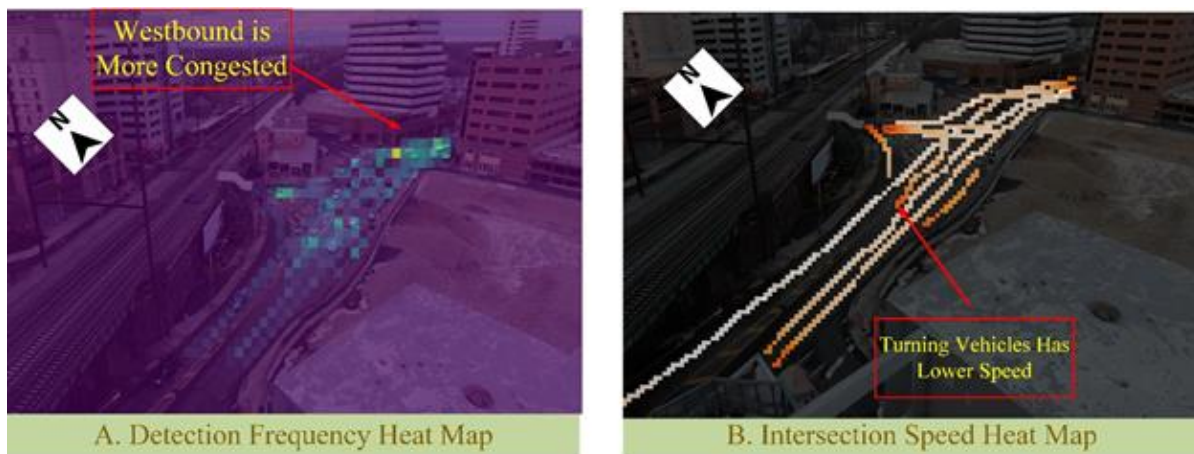 Westbound is
More Congested
N
A. Detection Frequency Heat Map
N
Turning Vehicles Has
Lower Speed
B. Intersection Speed Heat Map